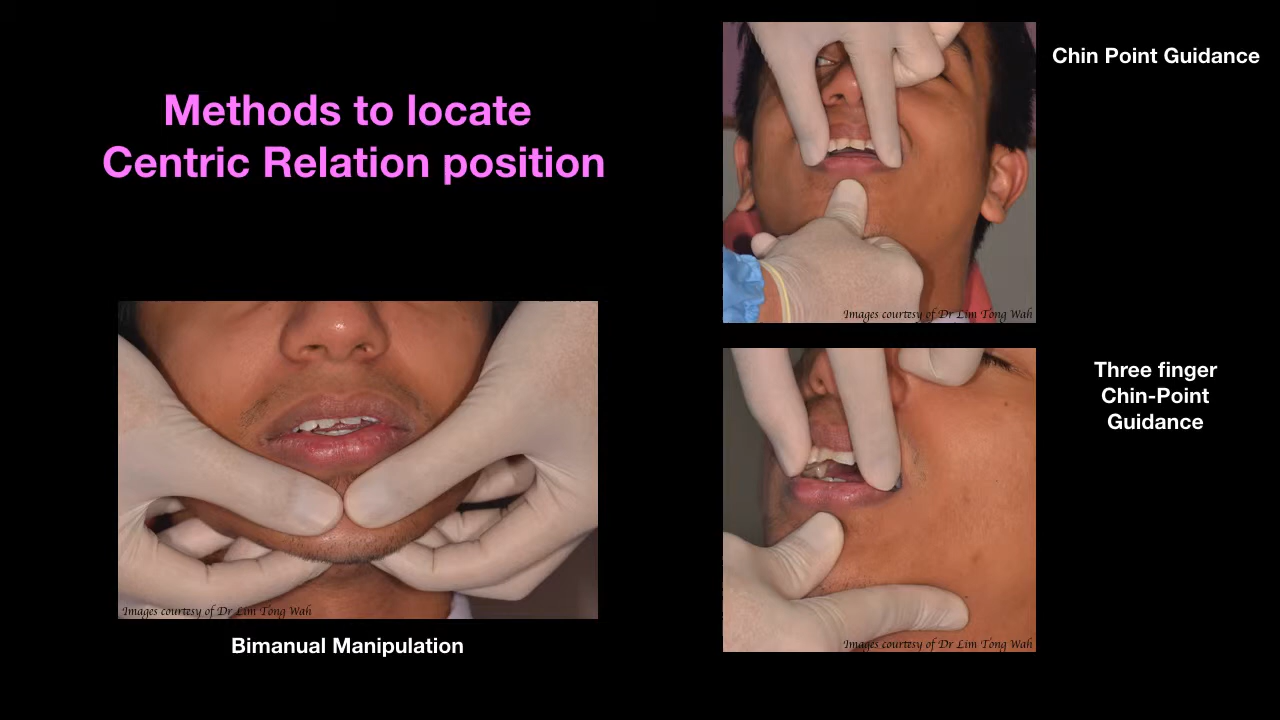 Methods to locate
Centric Relation position
Images courtesy of Dr Lim Tong Wah
Bimanual Manipulation
Chin Point Guidance
Images courtesy of Dr Lim Tong Wah
Three finger
Chin-Point
Guidance
Images courtesy of Dr Lim Tong Wah